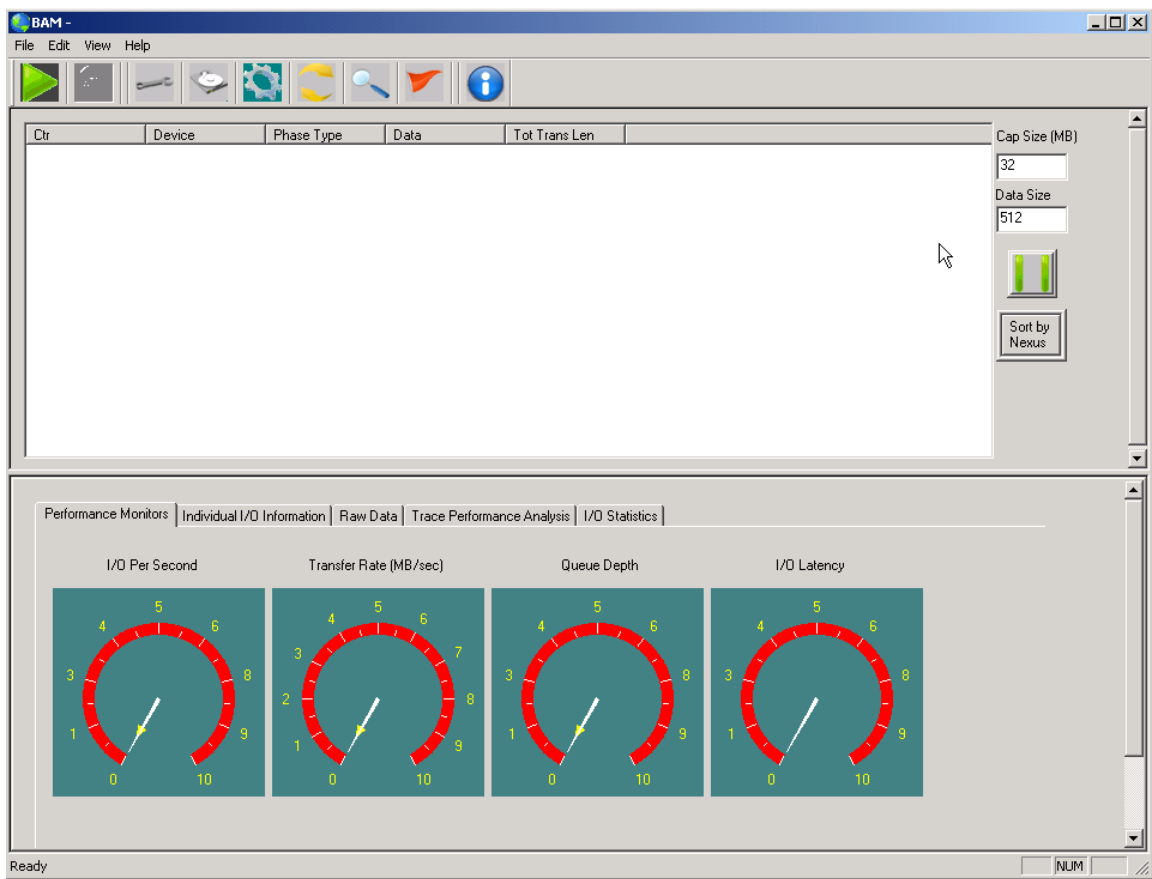 BAM -
File Edit View Help
Ctr Device Phase Type Data Tot Trans Len
Cap Size (MB)
32
Data Size
512
Sort by
Nexus
Performance Monitors Individual I/O Information Raw Data Trace Performance Analysis I/O Statistics
I/O Per Second Transfer Rate (MB/sec) Queue Depth I/O Latency
0 1 3 4 5 6 8 9 10
0 1 2 3 4 5 6 7 8 9 10
0 1 3 4 5 6 8 9 10
0 1 3 4 5 6 8 9 10
Ready NUM